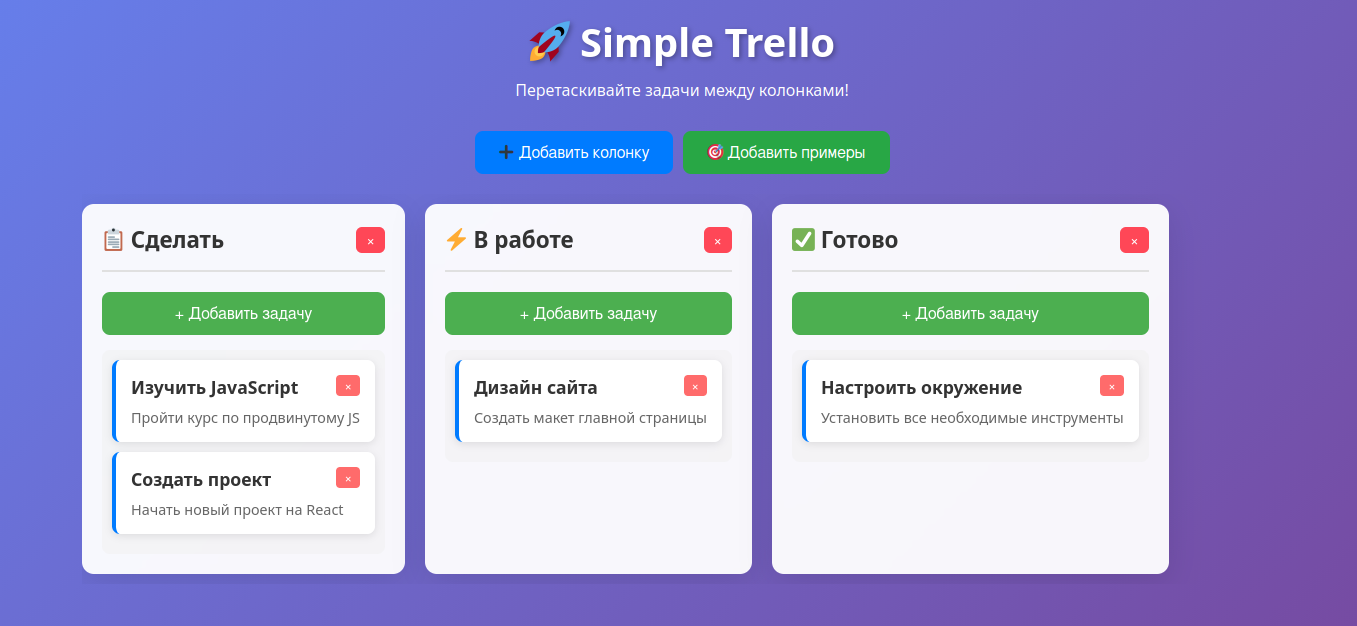 🚀 Simple Trello
Перетаскивайте задачи между колонками!
➕ Добавить колонку
🎯 Добавить примеры
📋 Сделать
×
+ Добавить задачу
Изучить JavaScript
×
Пройти курс по продвинутому JS
Создать проект
×
Начать новый проект на React
⚡ В работе
×
+ Добавить задачу
Дизайн сайта
×
Создать макет главной страницы
✅ Готово
×
+ Добавить задачу
Настроить окружение
×
Установить все необходимые инструменты